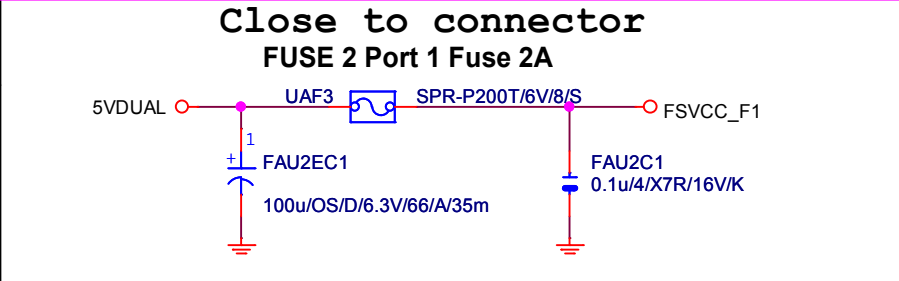 Close to connector
FUSE 2 Port 1 Fuse 2A
UAF3 SPR-P200T/6V/8/S
5VDUAL FSVCC_F1
1
+ FAU2EC1 FAU2C1
0.1u/4/X7R/16V/K
100u/OS/D/6.3V/66/A/35m